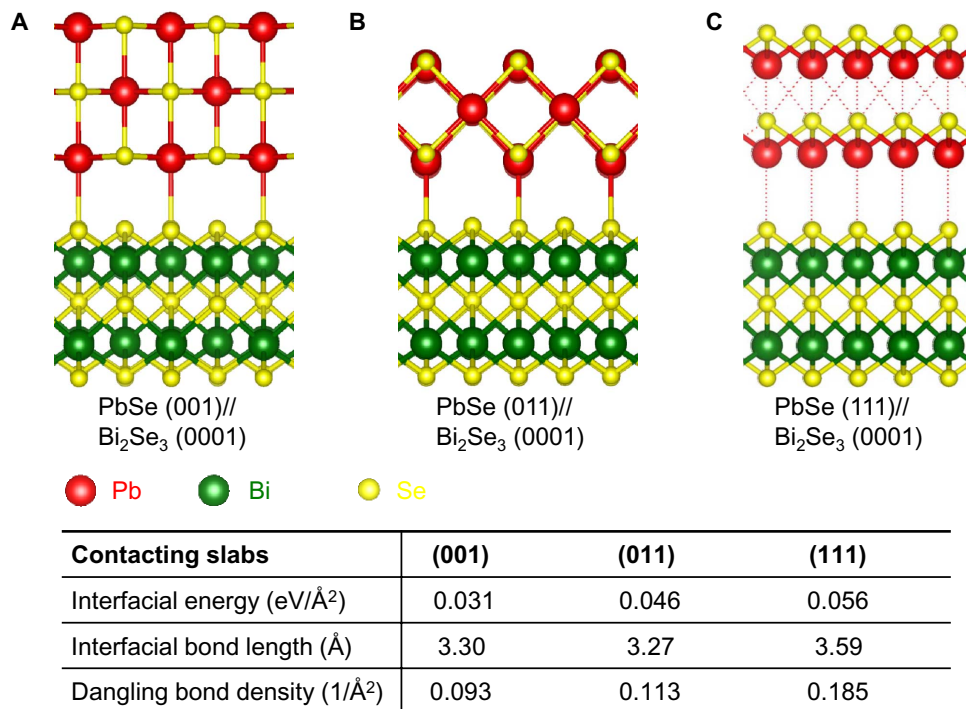 A
B
C
PbSe (001)//
Bi₂Se₃ (0001)
PbSe (011)//
Bi₂Se₃ (0001)
PbSe (111)//
Bi₂Se₃ (0001)
Pb Bi Se
Contacting slabs (001) (011) (111)
Interfacial energy (eV/Å²) 0.031 0.046 0.056
Interfacial bond length (Å) 3.30 3.27 3.59
Dangling bond density (1/Å²) 0.093 0.113 0.185